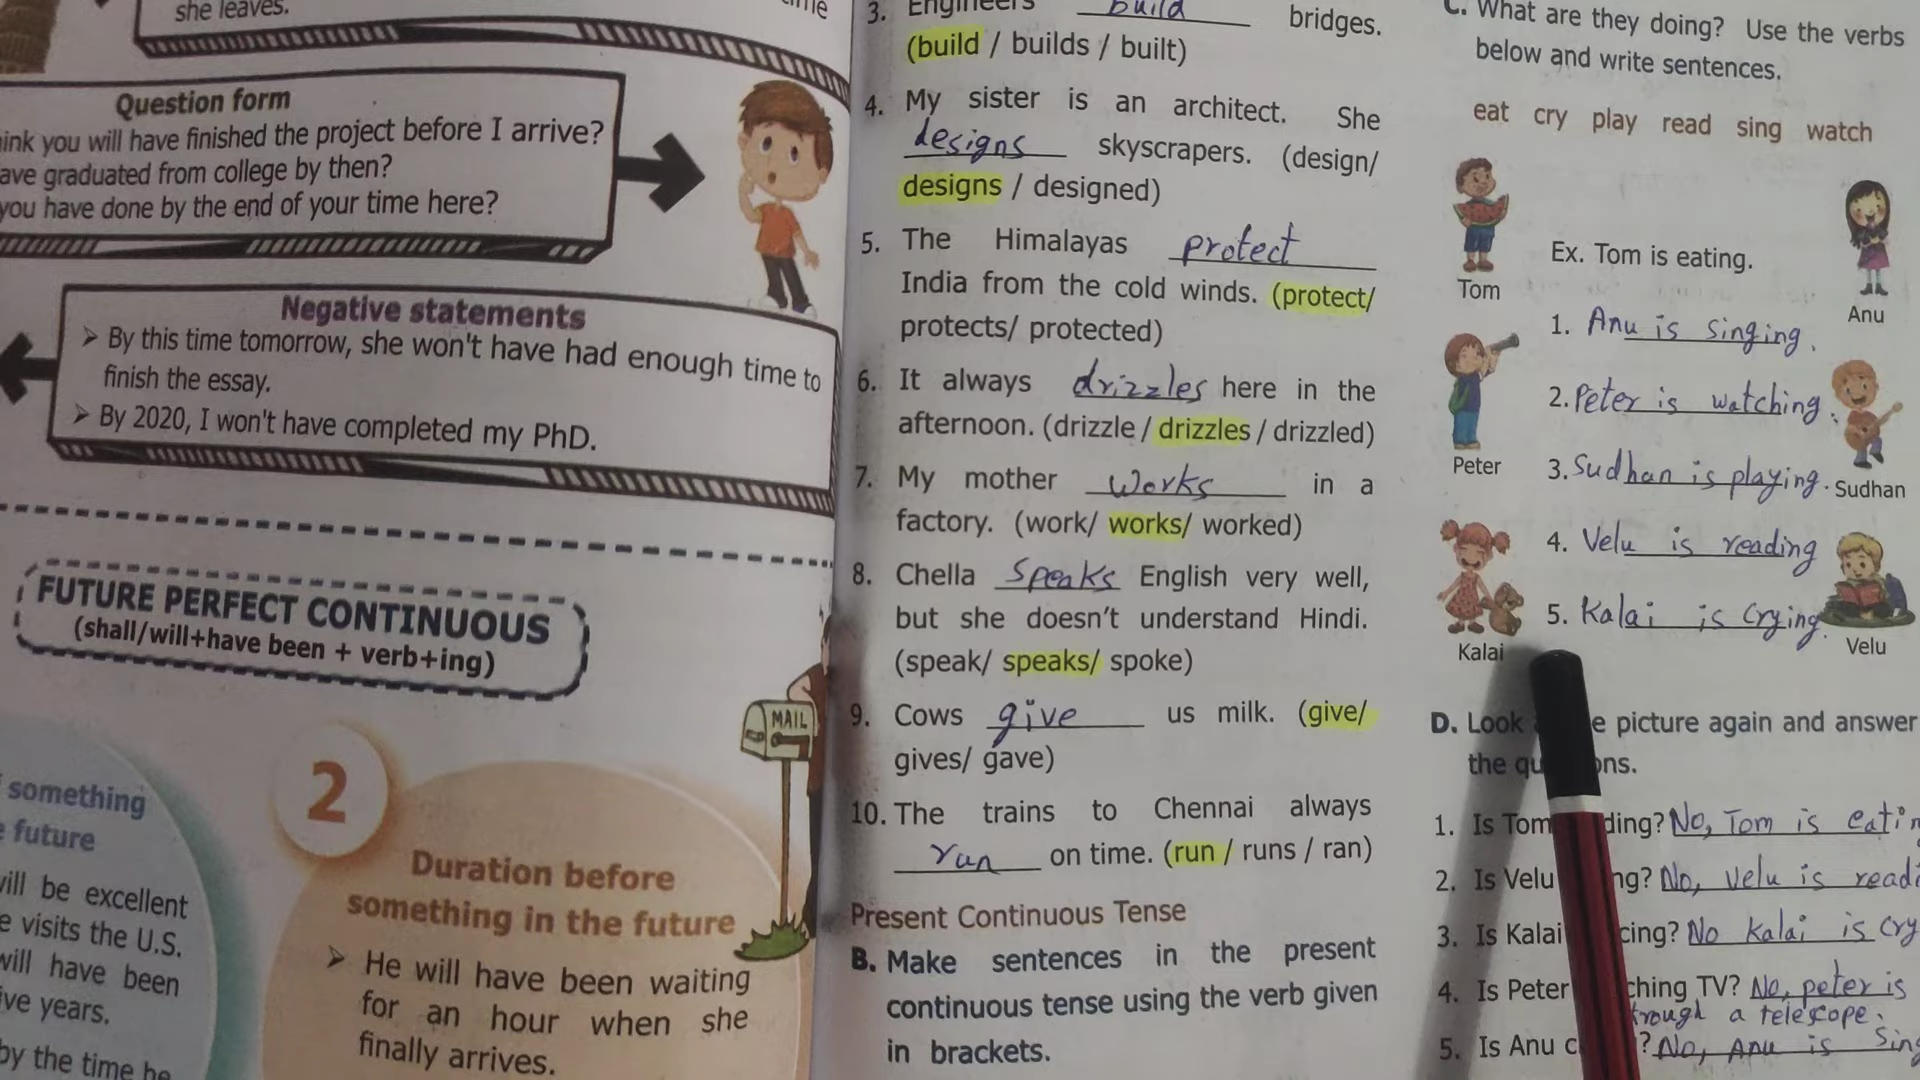 she leaves.
Question form
you will have finished the project before I arrive?
graduated from college by then?
you have done by the end of your time here?
Negative statements
➤ By this time tomorrow, she won't have had enough time to
finish the essay.
➤ By 2020, I won't have completed my PhD.
FUTURE PERFECT CONTINUOUS
(shall/will+have been + verb+ing)
something
future
will be excellent
visits the U.S.
will have been
years.
by the time he
2
Duration before
something in the future
➤ He will have been waiting
for an hour when she
finally arrives.
MAIL
3. Engineers build bridges.
(build / builds / built)
4. My sister is an architect. She
designs skyscrapers. (design/
designs / designed)
5. The Himalayas protect
India from the cold winds. (protect/
protects/ protected)
6. It always drizzles here in the
afternoon. (drizzle / drizzles / drizzled)
7. My mother works in a
factory. (work/ works/ worked)
8. Chella speaks English very well,
but she doesn't understand Hindi.
(speak/ speaks/ spoke)
9. Cows give us milk. (give/
gives/ gave)
10. The trains to Chennai always
run on time. (run / runs / ran)
Present Continuous Tense
B. Make sentences in the present
continuous tense using the verb given
in brackets.
C. What are they doing? Use the verbs
below and write sentences.
eat cry play read sing watch
Tom
Anu
Ex. Tom is eating.
1. Anu is singing.
2. Peter is watching.
Peter
3. Sudhan is playing.
Sudhan
4. Velu is reading
5. Kalai is crying.
Kalai
Velu
D. Look picture again and answer
the
1. Is Tom No, Tom is
2. Is Velu No, Velu is
3. Is Kalai No Kalai is
4. Is Peter TV? No, peter is
a telescope.
5. Is Anu No, Anu is